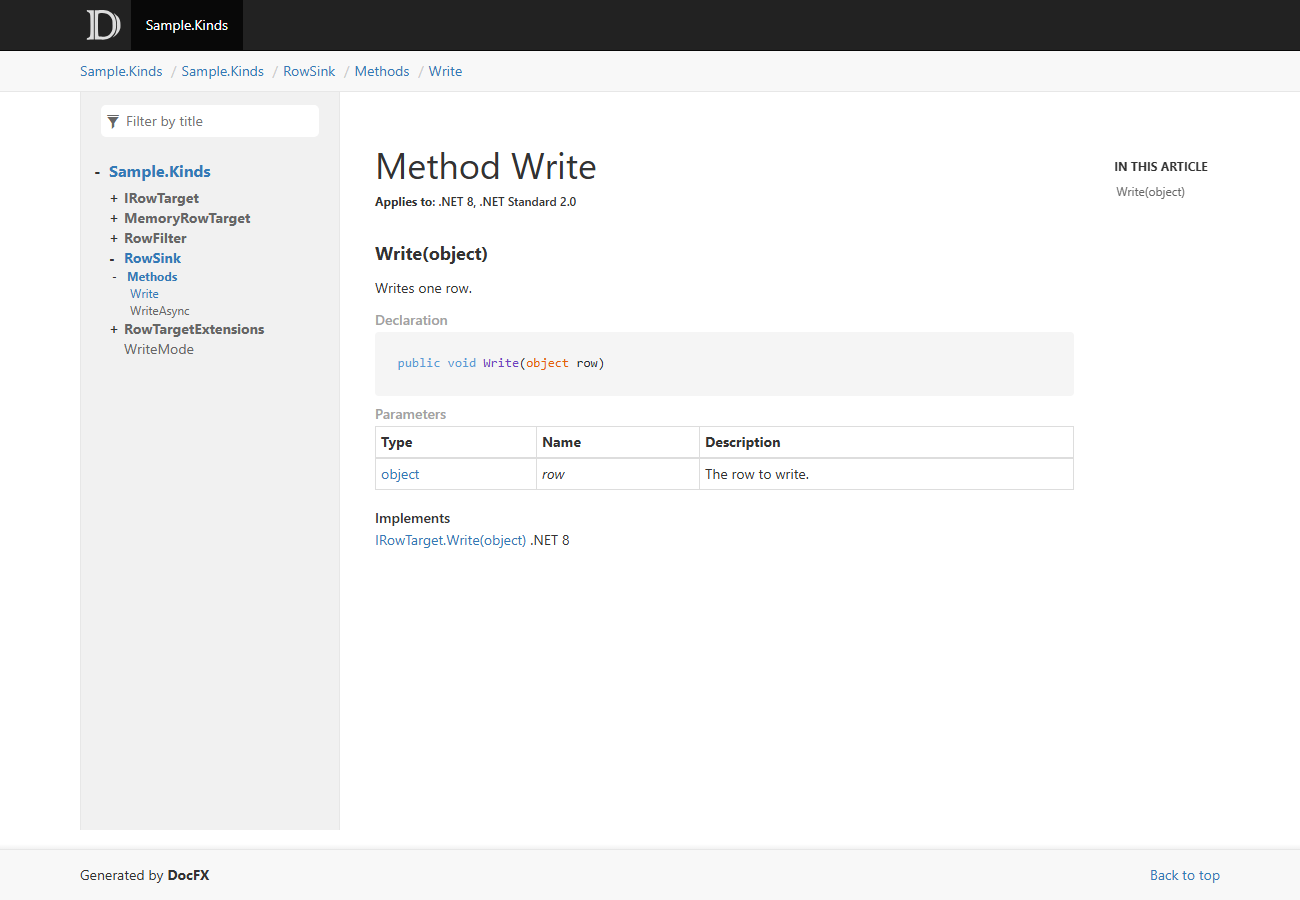 Sample.Kinds
Sample.Kinds / Sample.Kinds / RowSink / Methods / Write
Filter by title
- Sample.Kinds
+ IRowTarget
+ MemoryRowTarget
+ RowFilter
- RowSink
- Methods
Write
WriteAsync
+ RowTargetExtensions
WriteMode
Method Write
Applies to: .NET 8, .NET Standard 2.0
Write(object)
Writes one row.
Declaration
public void Write(object row)
Parameters
Type Name Description
object row The row to write.
Implements
IRowTarget.Write(object) .NET 8
IN THIS ARTICLE
Write(object)
Generated by DocFX
Back to top